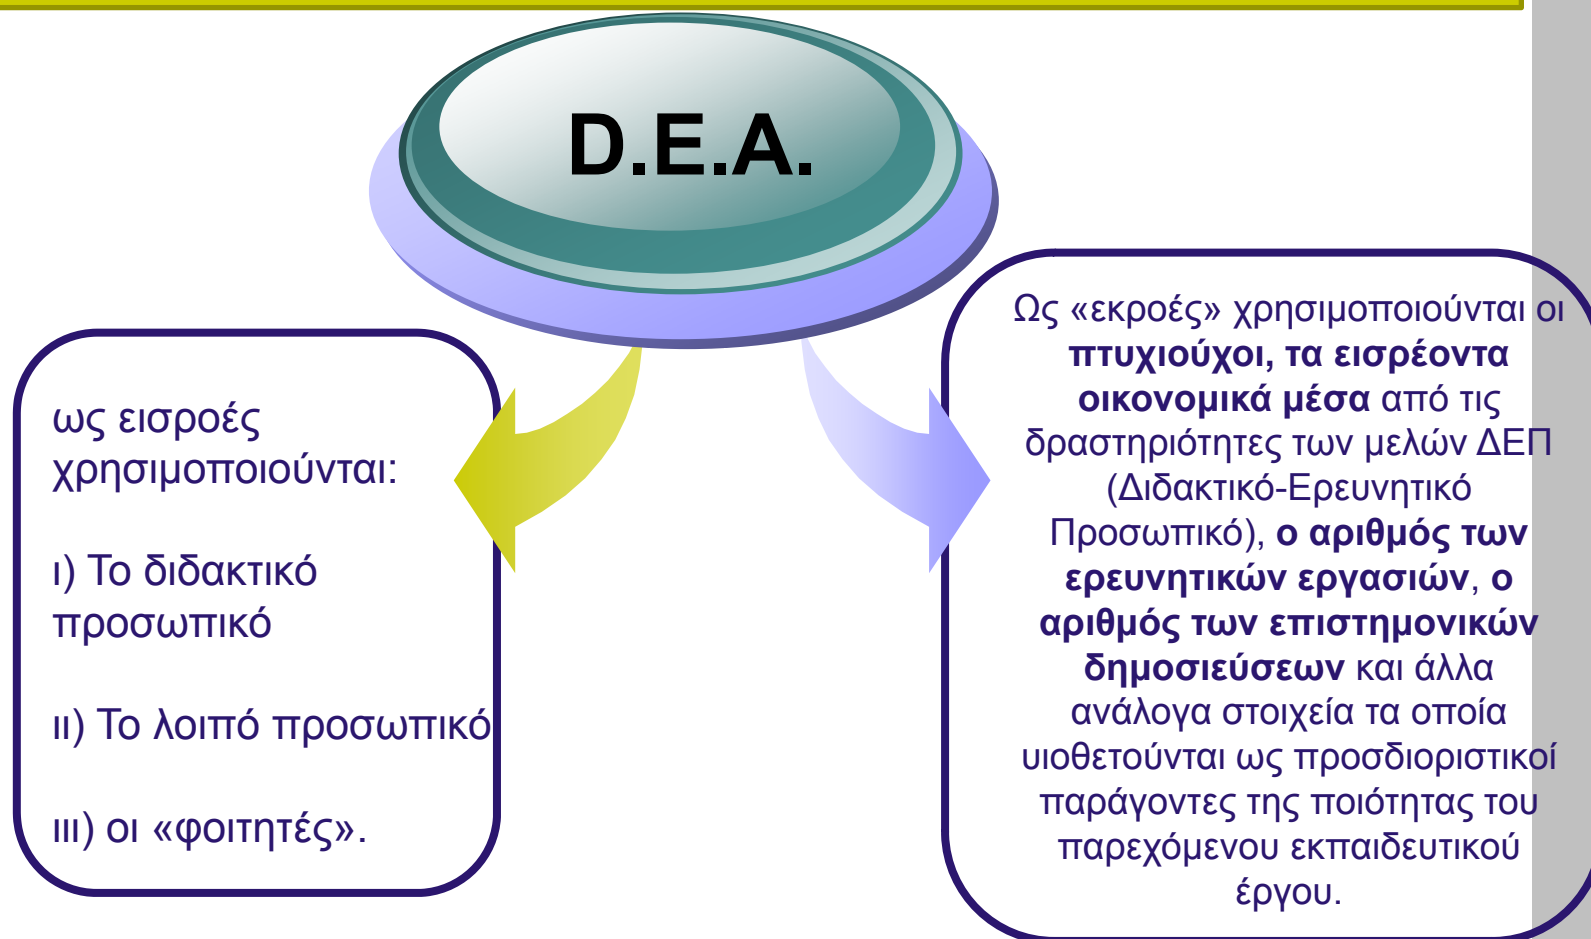 D.E.A.
ως εισροές
χρησιμοποιούνται:
ι) Το διδακτικό
προσωπικό
ιι) Το λοιπό προσωπικό
ιιι) οι «φοιτητές».
Ως «εκροές» χρησιμοποιούνται οι
πτυχιούχοι, τα εισρέοντα
οικονομικά μέσα από τις
δραστηριότητες των μελών ΔΕΠ
(Διδακτικό-Ερευνητικό
Προσωπικό), ο αριθμός των
ερευνητικών εργασιών, ο
αριθμός των επιστημονικών
δημοσιεύσεων και άλλα
ανάλογα στοιχεία τα οποία
υιοθετούνται ως προσδιοριστικοί
παράγοντες της ποιότητας του
παρεχόμενου εκπαιδευτικού
έργου.